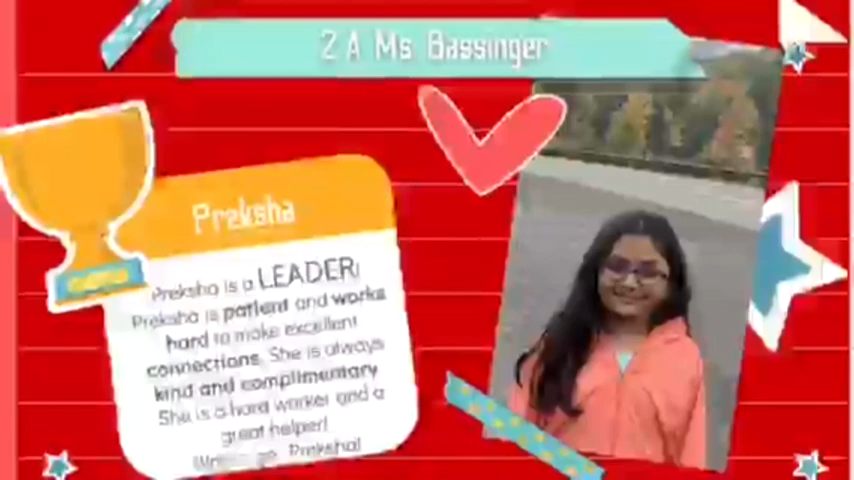 2 A Ms Bassinger
Preksha
Preksha is a LEADER!
Preksha is patient and works
hard to make excellent
connections. She is always
kind and complimentary
She is a hard worker and a
great helper!
Preksha!